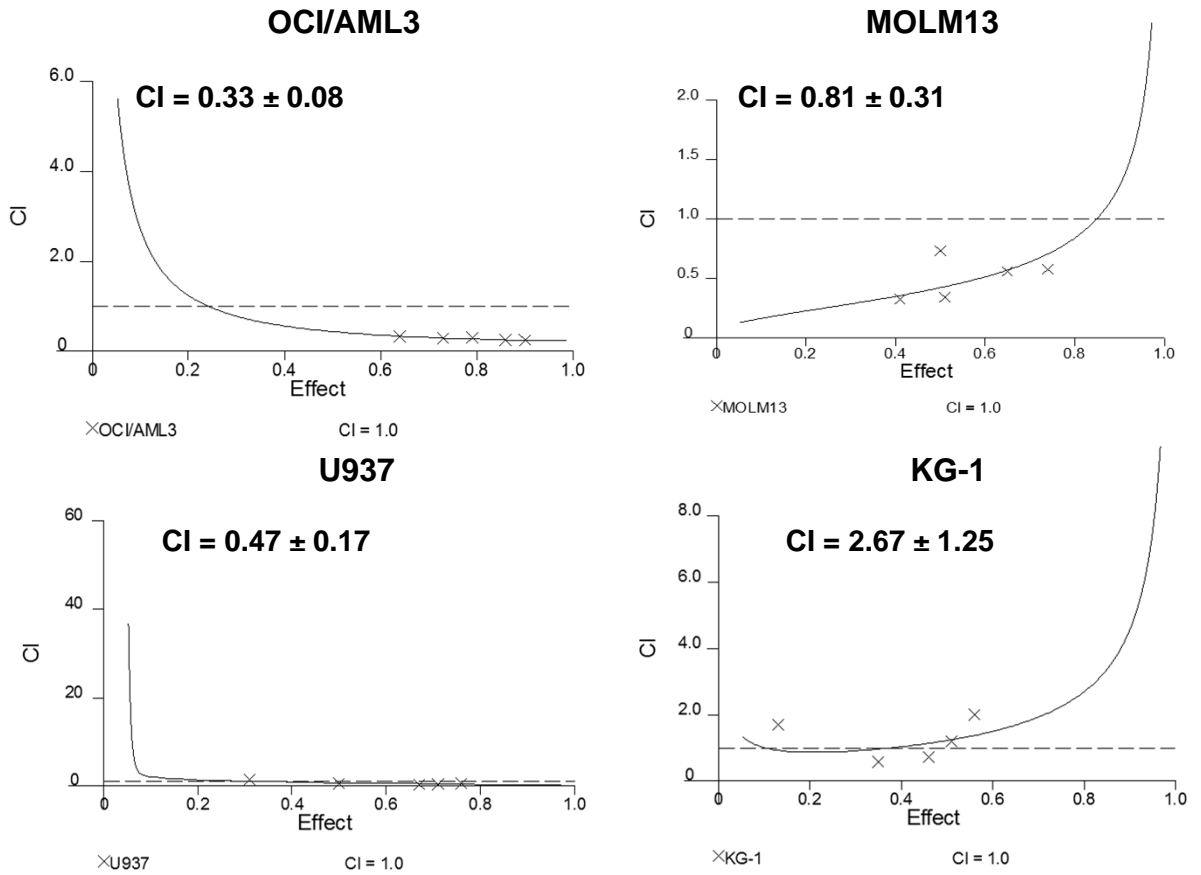 OCI/AML3
CI = 0.33 ± 0.08
6.0
4.0
2.0
0
CI
0
0.2
0.4
0.6
0.8
1.0
Effect
OCI/AML3
CI = 1.0
MOLM13
CI = 0.81 ± 0.31
2.0
1.5
1.0
0.5
0
CI
0
0.2
0.4
0.6
0.8
1.0
Effect
MOLM13
CI = 1.0
U937
CI = 0.47 ± 0.17
60
40
20
0
CI
0
0.2
0.4
0.6
0.8
1.0
Effect
U937
CI = 1.0
KG-1
CI = 2.67 ± 1.25
8.0
6.0
4.0
2.0
0
CI
0
0.2
0.4
0.6
0.8
1.0
Effect
KG-1
CI = 1.0